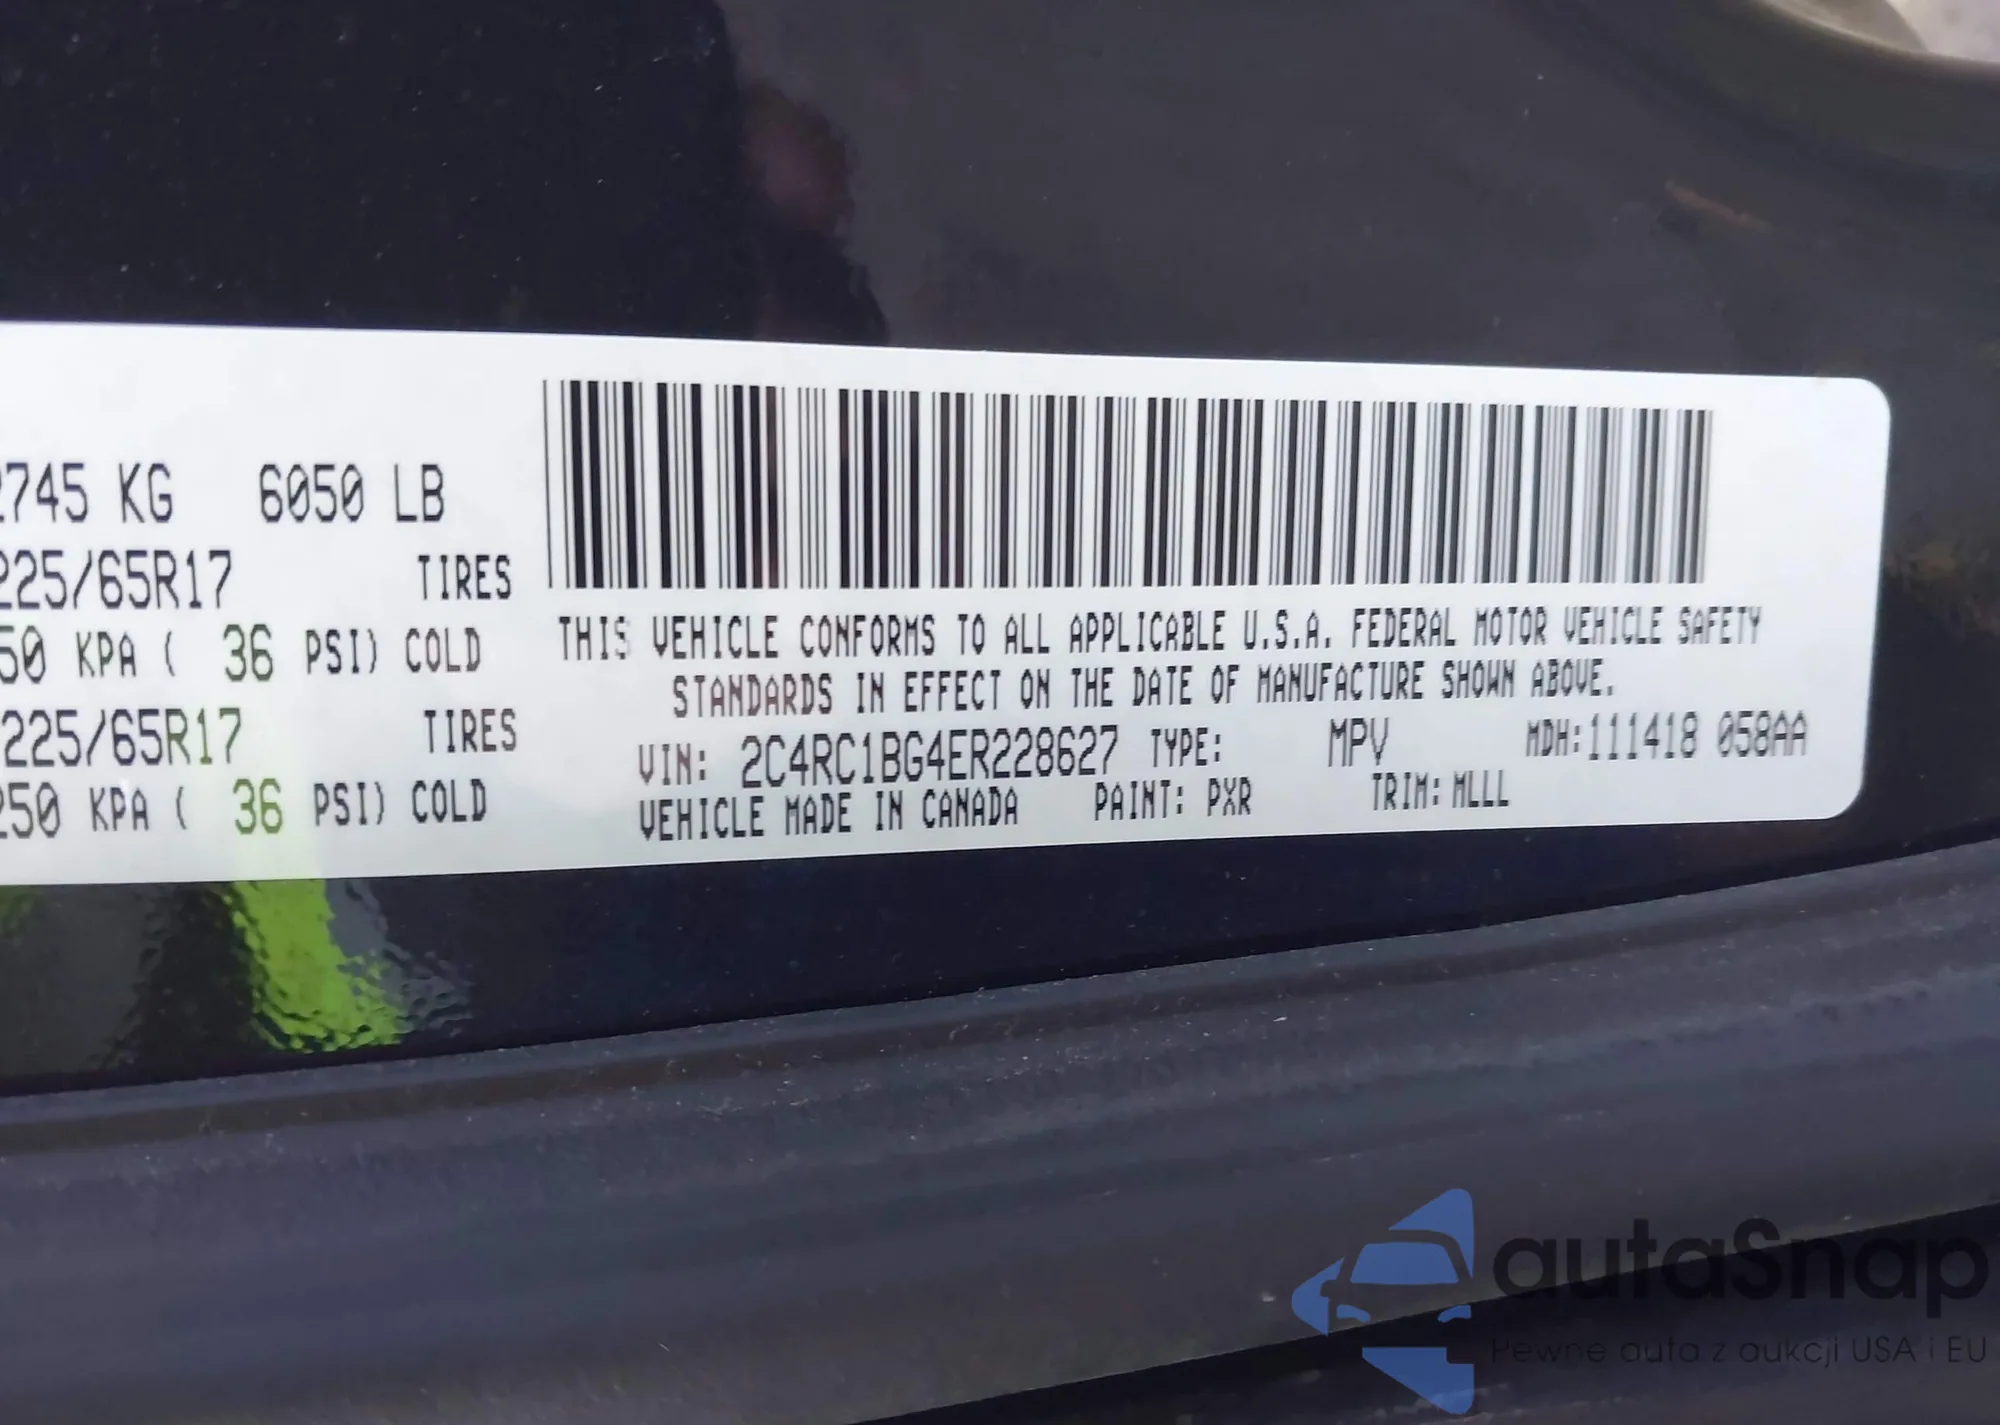 2745 KG 6050 LB
225/65R17 TIRES
50 KPA ( 36 PSI) COLD
225/65R17 TIRES
250 KPA ( 36 PSI) COLD
THIS VEHICLE CONFORMS TO ALL APPLICABLE U.S.A. FEDERAL MOTOR VEHICLE SAFETY
STANDARDS IN EFFECT ON THE DATE OF MANUFACTURE SHOWN ABOVE.
VIN: 2C4RC1BG4ER228627 TYPE: MPV MDH:111418 058AA
VEHICLE MADE IN CANADA PAINT: PXR TRIM: MLLL
autaSnap
Pewne auta z aukcji USA i EU